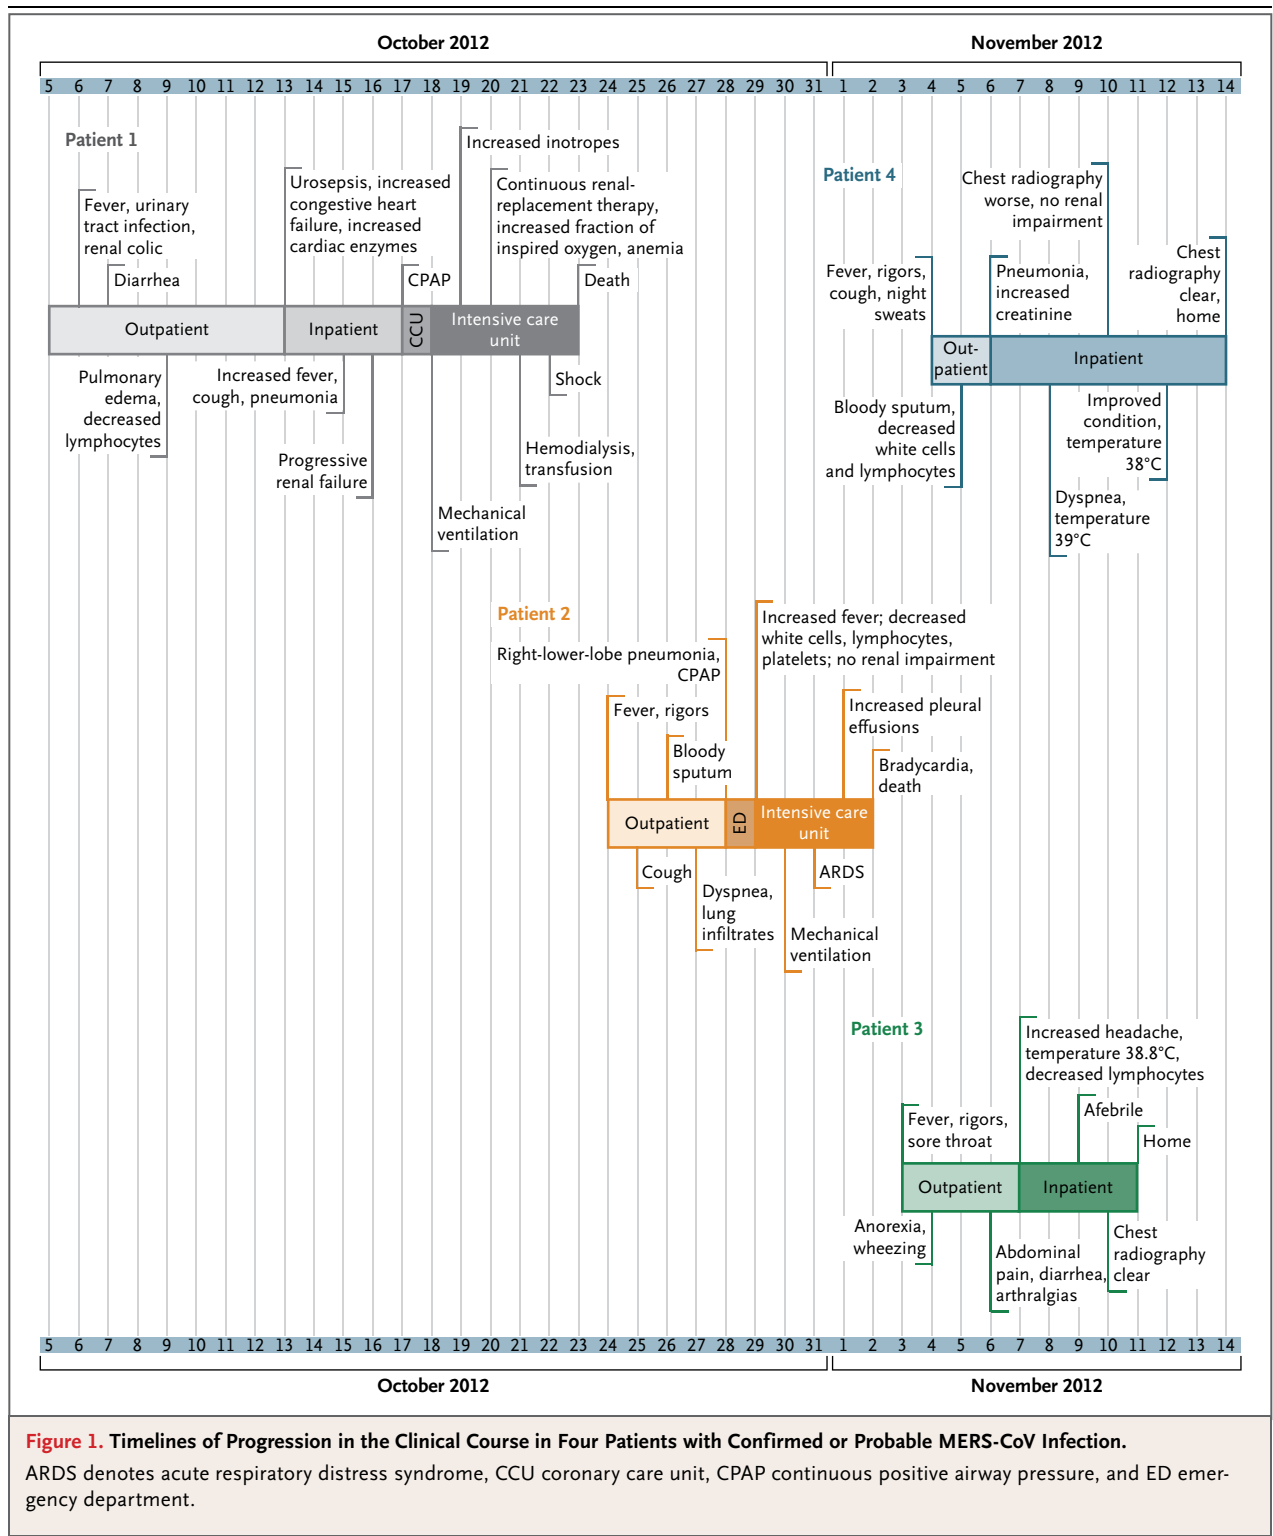 October 2012
November 2012
5 6 7 8 9 10 11 12 13 14 15 16 17 18 19 20 21 22 23 24 25 26 27 28 29 30 31 1 2 3 4 5 6 7 8 9 10 11 12 13 14
Patient 1
Fever, urinary
tract infection,
renal colic
Diarrhea
Urosepsis, increased
congestive heart
failure, increased
cardiac enzymes
CPAP
Increased inotropes
Continuous renal-
replacement therapy,
increased fraction of
inspired oxygen, anemia
Death
Outpatient
Inpatient
CCU
Intensive care
unit
Pulmonary
edema,
decreased
lymphocytes
Increased fever,
cough, pneumonia
Progressive
renal failure
Mechanical
ventilation
Hemodialysis,
transfusion
Shock
Patient 4
Fever, rigors,
cough, night
sweats
Pneumonia,
increased
creatinine
Chest radiography
worse, no renal
impairment
Chest
radiography
clear,
home
Out-
patient
Inpatient
Bloody sputum,
decreased
white cells
and lymphocytes
Dyspnea,
temperature
39°C
Improved
condition,
temperature
38°C
Patient 2
Right-lower-lobe pneumonia,
CPAP
Fever, rigors
Bloody
sputum
Increased fever; decreased
white cells, lymphocytes,
platelets; no renal impairment
Increased pleural
effusions
Bradycardia,
death
Outpatient
ED
Intensive care
unit
Cough
Dyspnea,
lung
infiltrates
Mechanical
ventilation
ARDS
Patient 3
Fever, rigors,
sore throat
Increased headache,
temperature 38.8°C,
decreased lymphocytes
Afebrile
Home
Outpatient
Inpatient
Anorexia,
wheezing
Abdominal
pain, diarrhea,
arthralgias
Chest
radiography
clear
5 6 7 8 9 10 11 12 13 14 15 16 17 18 19 20 21 22 23 24 25 26 27 28 29 30 31 1 2 3 4 5 6 7 8 9 10 11 12 13 14
October 2012
November 2012
Figure 1. Timelines of Progression in the Clinical Course in Four Patients with Confirmed or Probable MERS-CoV Infection.
ARDS denotes acute respiratory distress syndrome, CCU coronary care unit, CPAP continuous positive airway pressure, and ED emer-
gency department.